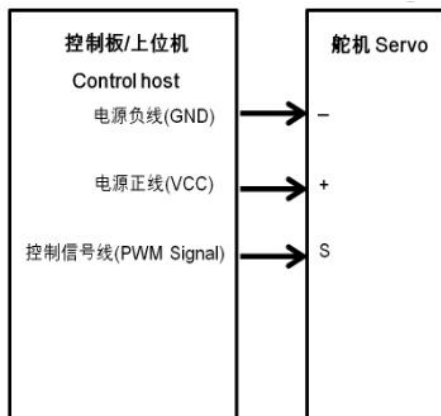 控制板/上位机
Control host
电源负线(GND)
电源正线(VCC)
控制信号线(PWM Signal)
舵机 Servo
–
+
S